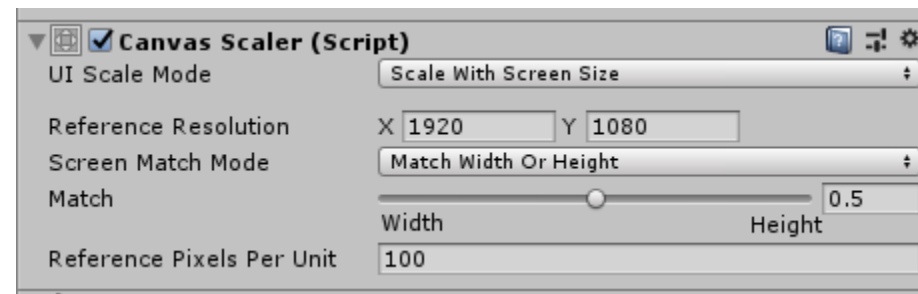 Canvas Scaler (Script)
UI Scale Mode Scale With Screen Size
Reference Resolution X 1920 Y 1080
Screen Match Mode Match Width Or Height
Match 0.5
Width Height
Reference Pixels Per Unit 100